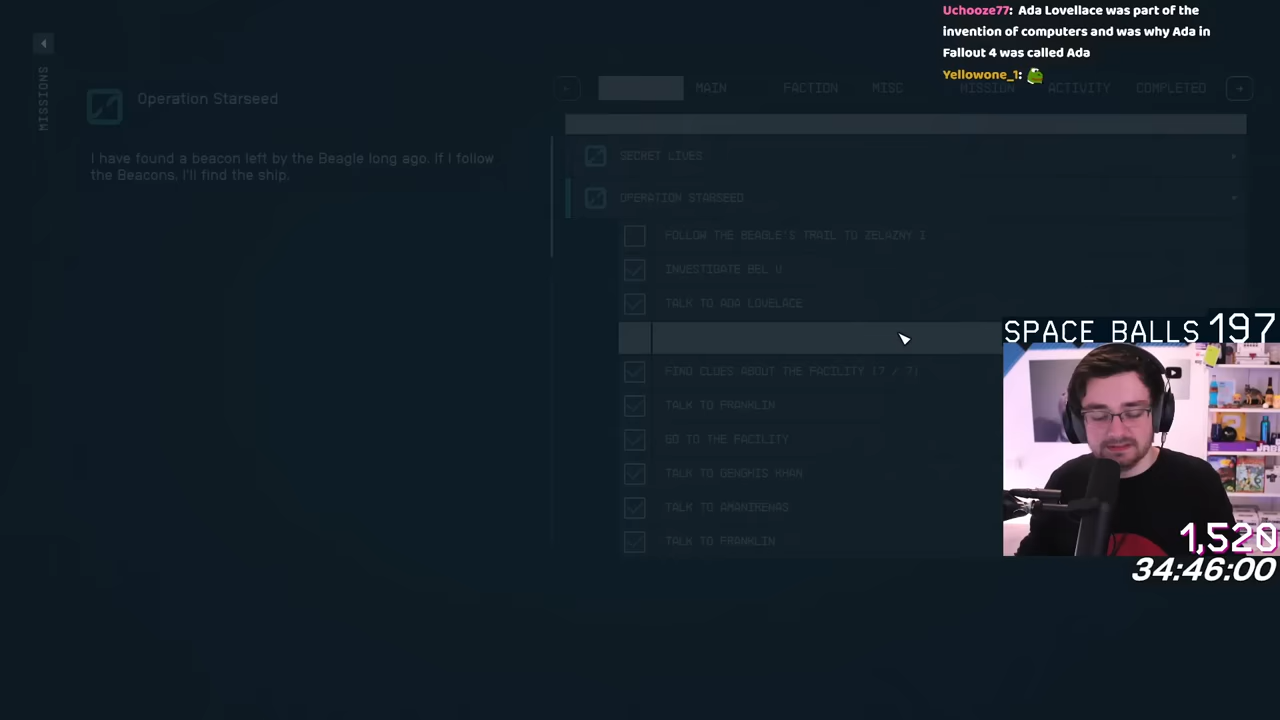 Uchooze77: Ada Lovellace was part of the
invention of computers and was why Ada in
Fallout 4 was called Ada
Yellowone_1:
MISSIONS
Operation Starseed
I have found a beacon left by the Beagle long ago. If I follow
the Beacons, I'll find the ship.
MAIN FACTION MISC MISSION ACTIVITY COMPLETED
SECRET LIVES
OPERATION STARSEED
FOLLOW THE BEAGLE'S TRAIL TO ZELAZNY I
INVESTIGATE BEL V
TALK TO ADA LOVELACE
FIND CLUES ABOUT THE FACILITY (7 / 7)
TALK TO FRANKLIN
GO TO THE FACILITY
TALK TO GENGHIS KHAN
TALK TO AMANIRENAS
TALK TO FRANKLIN
SPACE BALLS 197
1,520
34:46:00